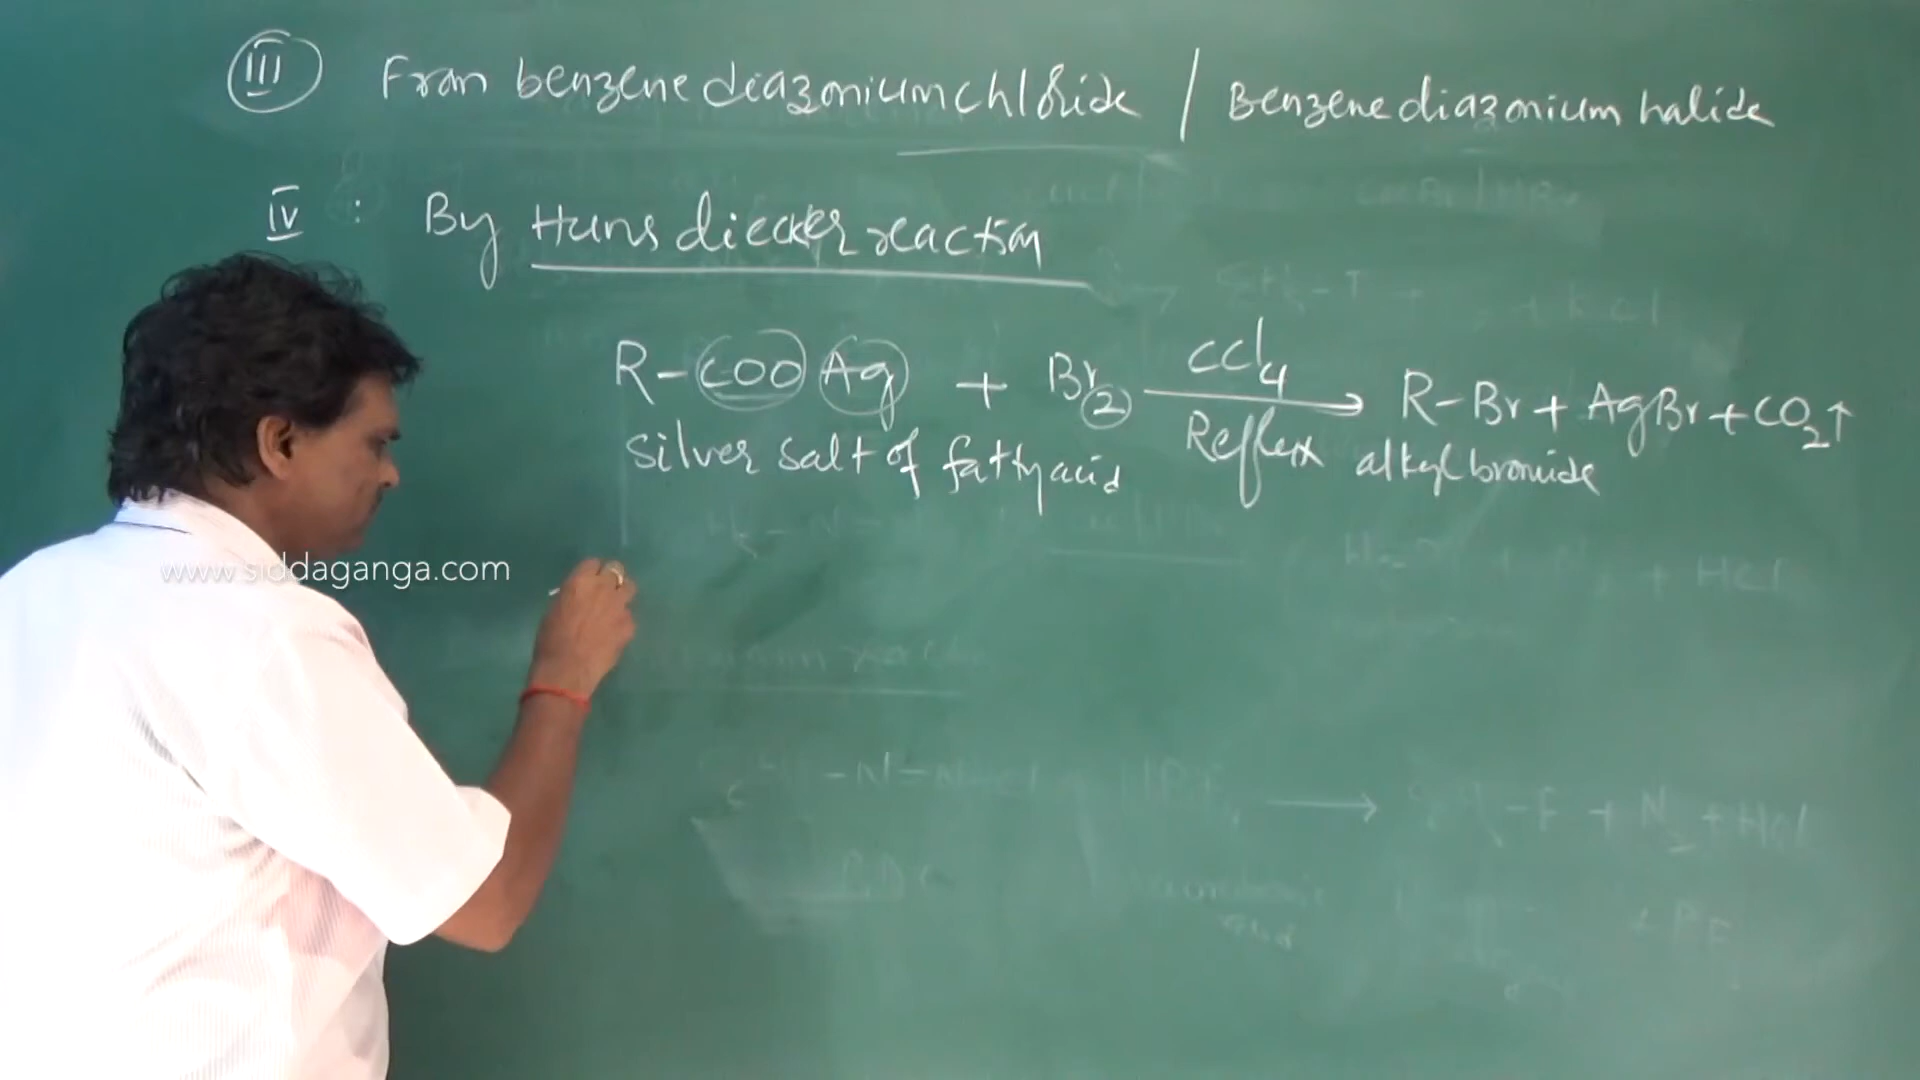 III From benzene diazonium chloride / Benzene diazonium halide
IV : By Hunsdiecker reaction
R-COOAg + Br2 CCl4 → R-Br + AgBr + CO2↑
Silver salt of fatty acid Reflex alkyl bromide
www.siddaganga.com